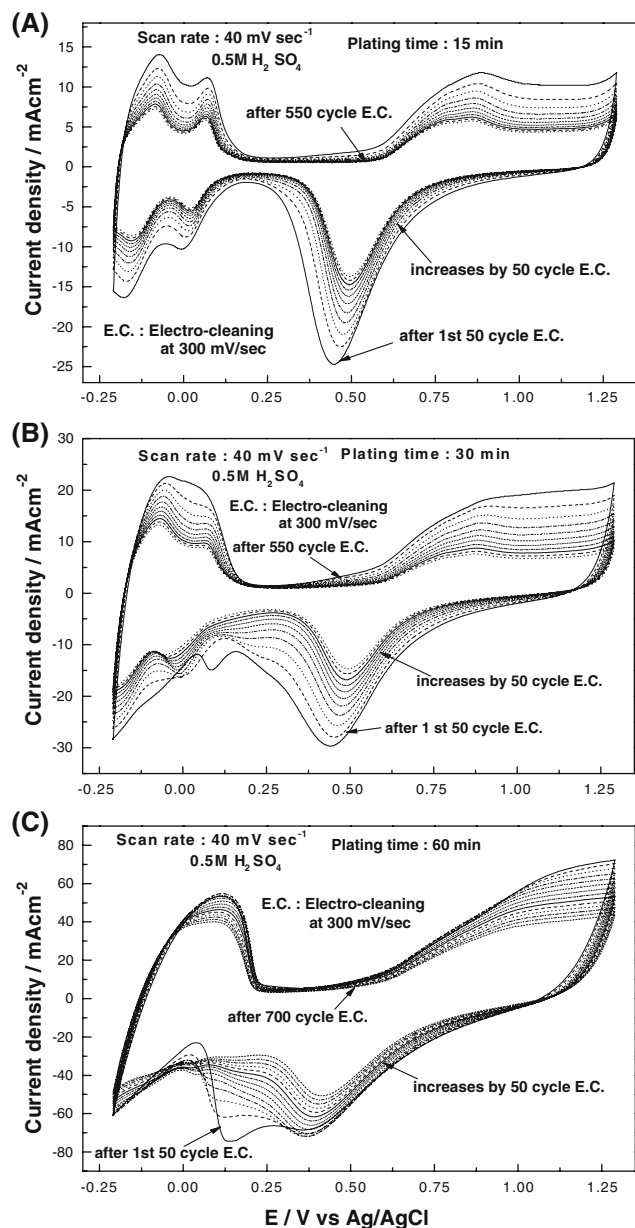 (A)
Scan rate : 40 mV sec⁻¹
0.5M H₂ SO₄
Plating time : 15 min
after 550 cycle E.C.
increases by 50 cycle E.C.
E.C. : Electro-cleaning
at 300 mV/sec
after 1st 50 cycle E.C.
Current density / mAcm⁻²
15
10
5
0
-5
-10
-15
-20
-25
-0.25 0.00 0.25 0.50 0.75 1.00 1.25
(B)
Scan rate : 40 mV sec⁻¹ Plating time : 30 min
0.5M H₂SO₄
E.C. : Electro-cleaning
at 300 mV/sec
after 550 cycle E.C.
increases by 50 cycle E.C.
after 1 st 50 cycle E.C.
Current density / mAcm⁻²
30
20
10
0
-10
-20
-30
-0.25 0.00 0.25 0.50 0.75 1.00 1.25
(C)
Scan rate : 40 mV sec⁻¹
0.5M H₂SO₄
Plating time : 60 min
E.C. : Electro-cleaning
at 300 mV/sec
after 700 cycle E.C.
increases by 50 cycle E.C.
after 1st 50 cycle E.C.
Current density / mAcm⁻²
80
60
40
20
0
-20
-40
-60
-80
-0.25 0.00 0.25 0.50 0.75 1.00 1.25
E / V vs Ag/AgCl